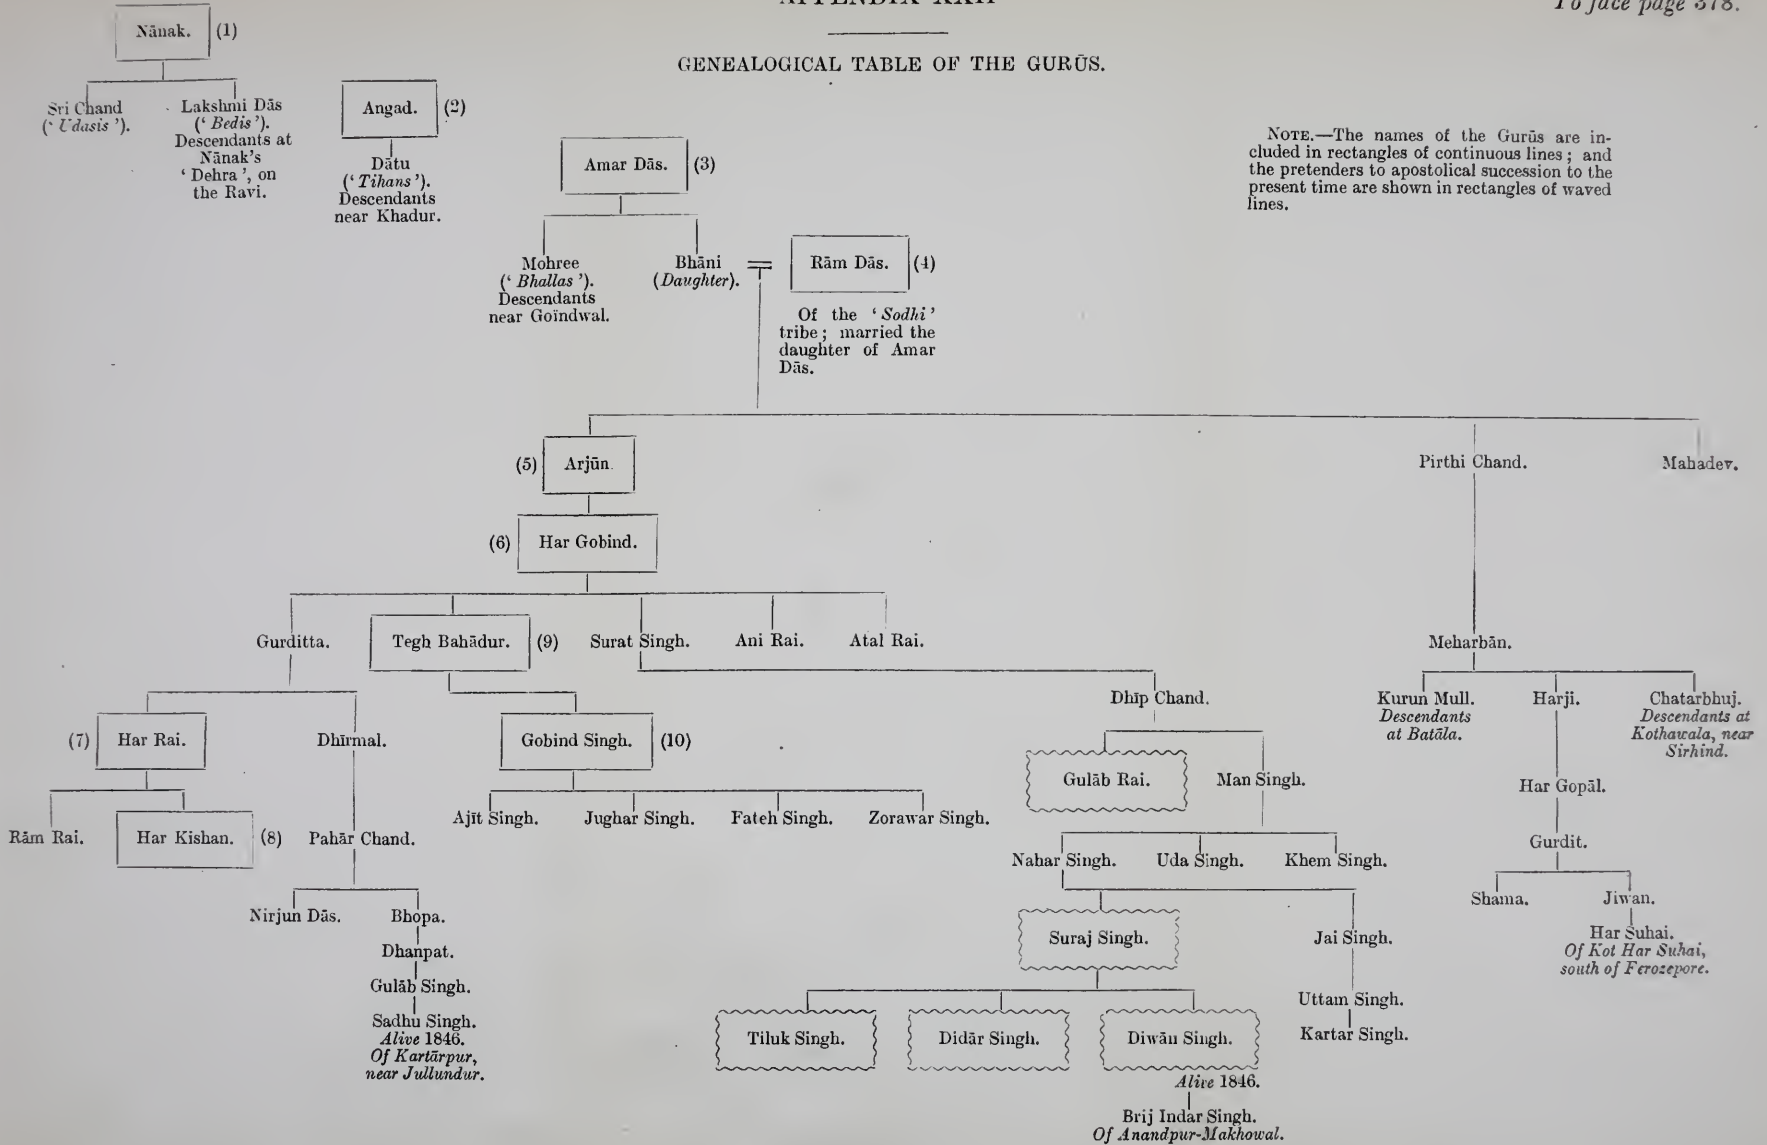 To face page 378.
GENEALOGICAL TABLE OF THE GURŪS.
Nānak. (1)
Sri Chand
(‘ Udasis ’).
Lakshmi Dās
(‘ Bedis ’).
Descendants at
Nānak's
‘ Dehra ’, on
the Ravi.
Angad. (2)
Dātu
(‘ Tihans ’).
Descendants
near Khadur.
Amar Dās. (3)
NOTE.—The names of the Gurūs are in-
cluded in rectangles of continuous lines ; and
the pretenders to apostolical succession to the
present time are shown in rectangles of waved
lines.
Mohree
(‘ Bhallas ’).
Descendants
near Goïndwal.
Bhāni
(Daughter).
Rām Dās. (4)
Of the ‘ Sodhi ’
tribe ; married the
daughter of Amar
Dās.
(5) Arjūn.
Pirthi Chand.
Mahadev.
(6) Har Gobind.
Gurditta.
Tegh Bahādur. (9)
Surat Singh.
Ani Rai.
Atal Rai.
Meharbān.
Dhīp Chand.
Kurun Mull.
Descendants
at Batāla.
Harji.
Chatarbhuj.
Descendants at
Kothawala, near
Sirhind.
(7) Har Rai.
Dhīrmal.
Gobind Singh. (10)
Gulāb Rai.
Man Singh.
Har Gopāl.
Rām Rai.
Har Kishan. (8)
Pahār Chand.
Ajīt Singh.
Jughar Singh.
Fateh Singh.
Zorawar Singh.
Nahar Singh.
Uda Singh.
Khem Singh.
Gurdit.
Nirjun Dās.
Bhopa.
Dhanpat.
Gulāb Singh.
Sadhu Singh.
Alive 1846.
Of Kartārpur,
near Jullundur.
Suraj Singh.
Jai Singh.
Shama.
Jiwan.
Har Suhai.
Of Kot Har Suhai,
south of Ferozepore.
Uttam Singh.
Kartar Singh.
Tiluk Singh.
Didār Singh.
Diwān Singh.
Alive 1846.
Brij Indar Singh.
Of Anandpur-Makhowal.